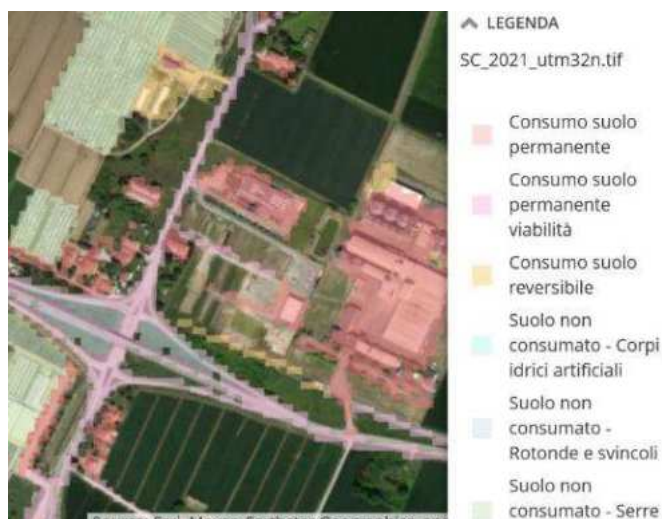 LEGENDA
SC_2021_utm32n.tif
Consumo suolo
permanente
Consumo suolo
permanente
viabilità
Consumo suolo
reversibile
Suolo non
consumato - Corpi
idrici artificiali
Suolo non
consumato -
Rotonde e svincoli
Suolo non
consumato - Serre